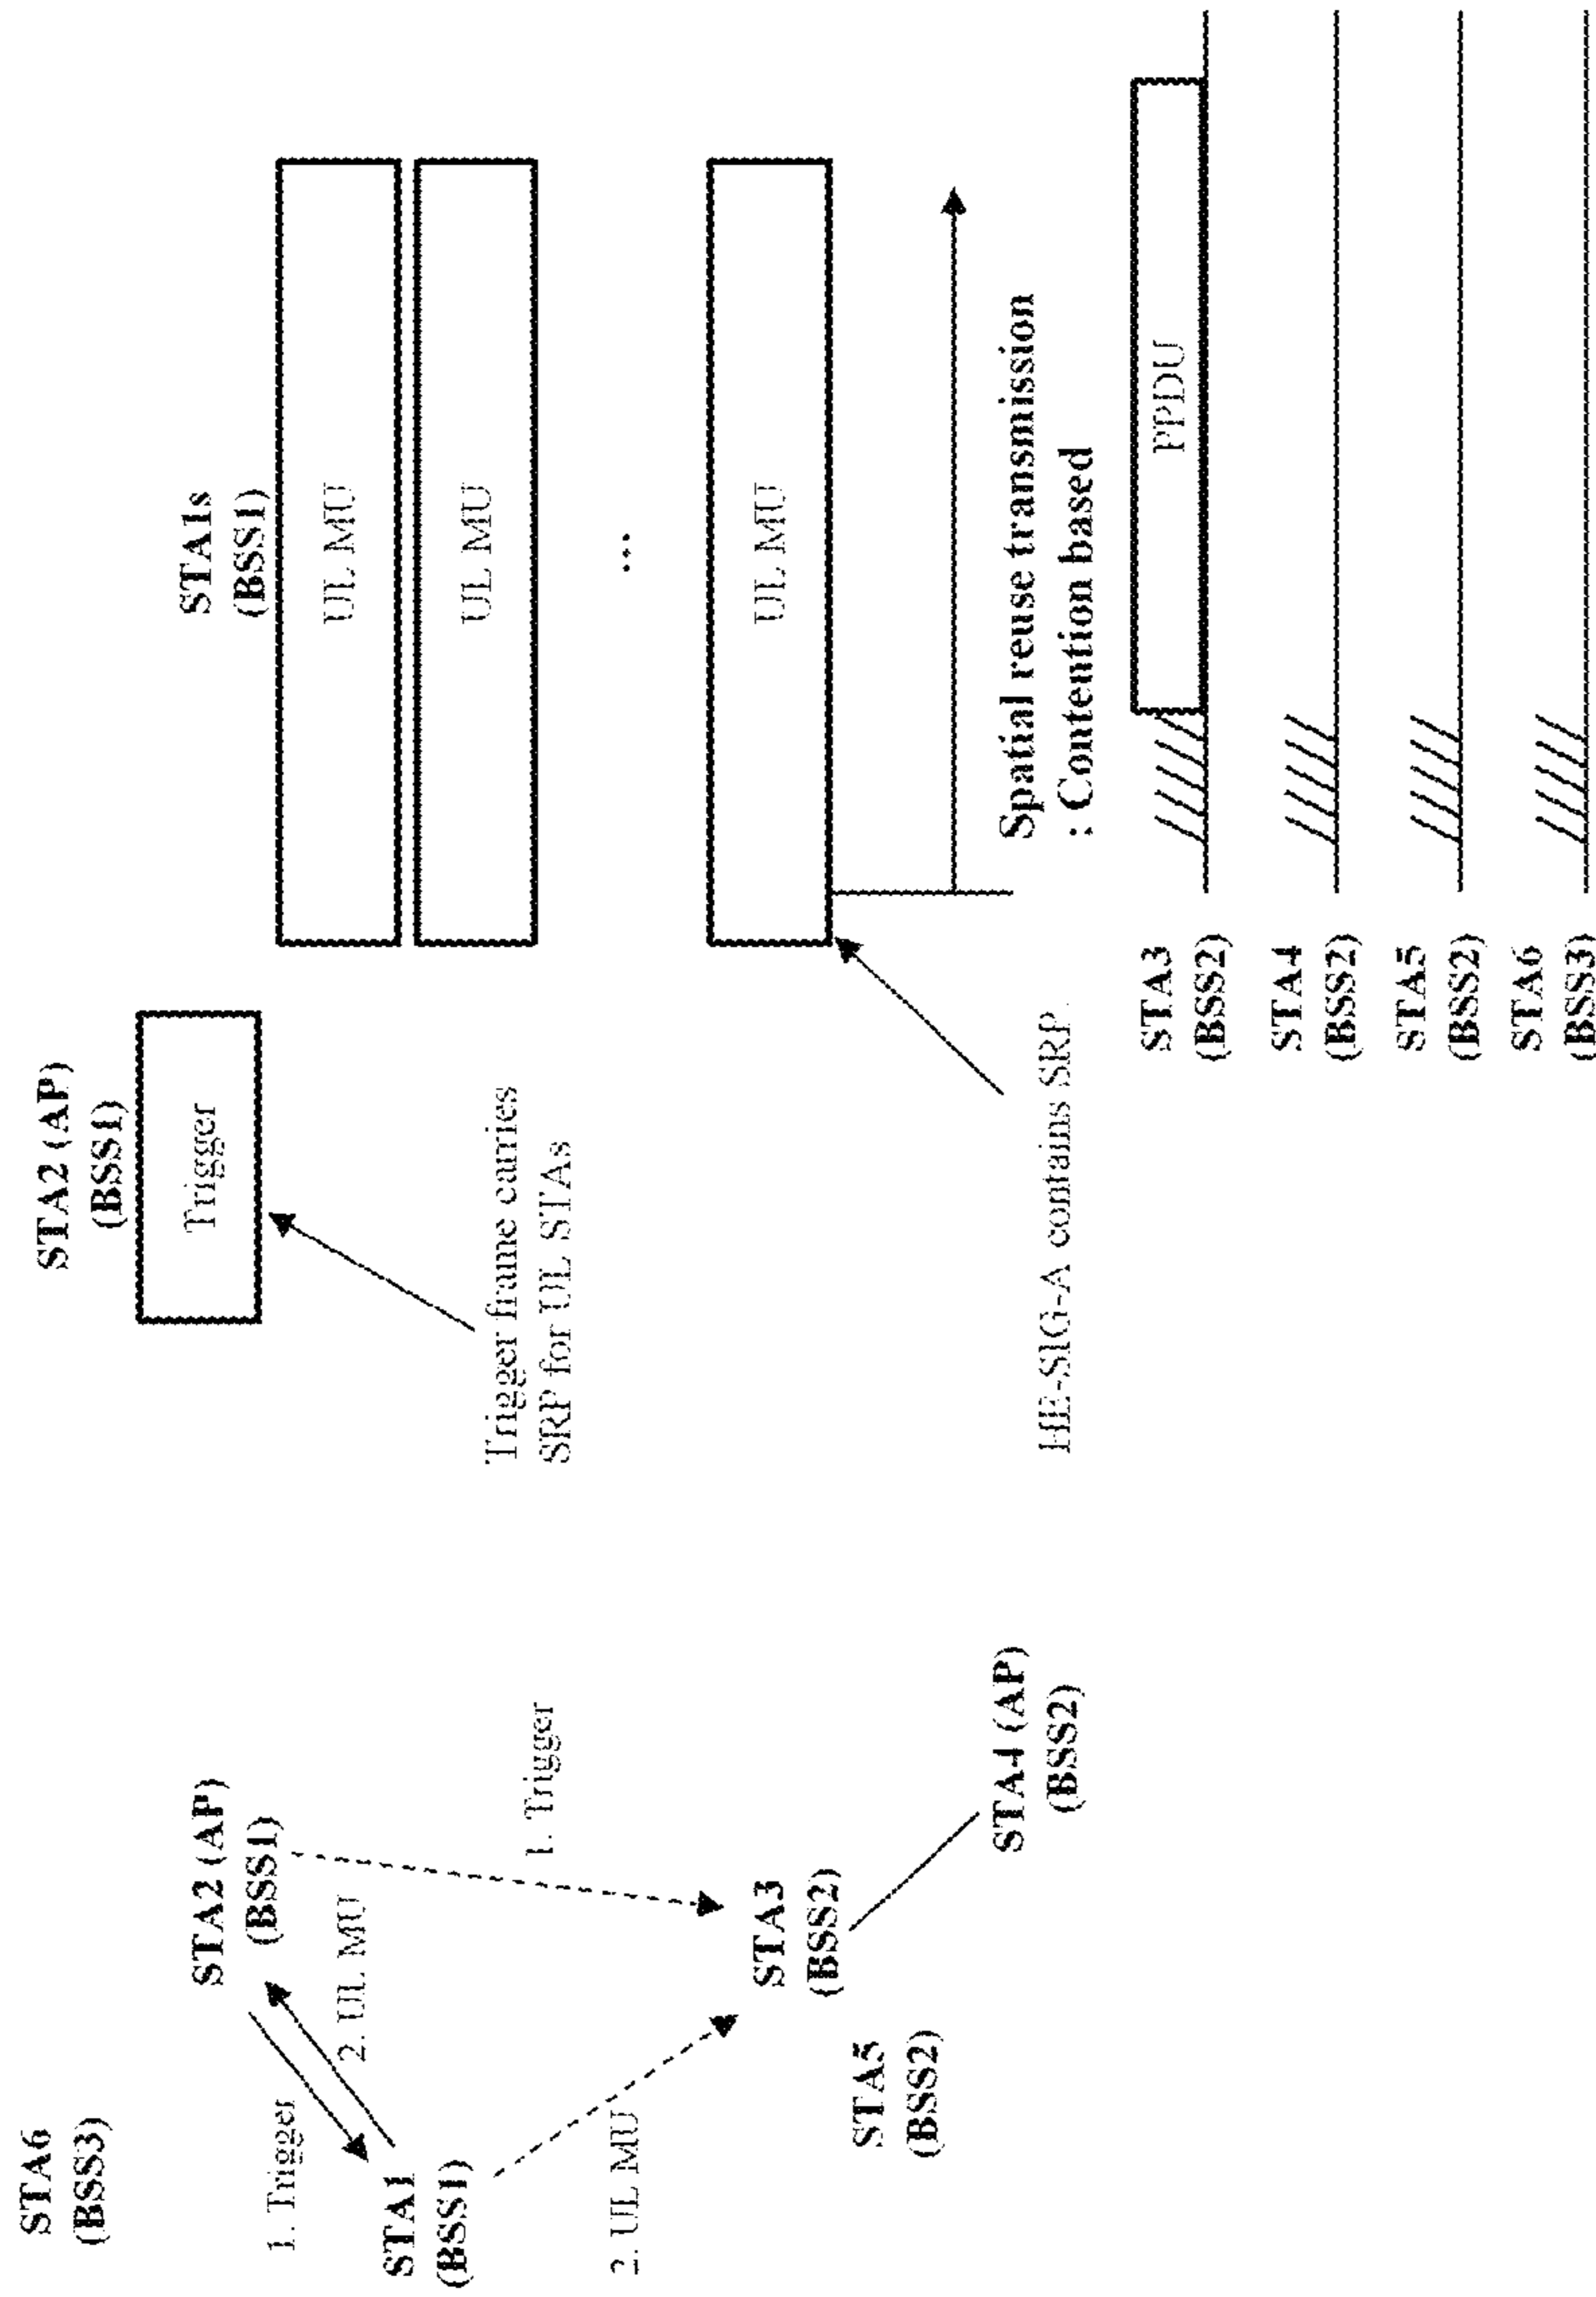 STA6
(BSS3)
STA2 (AP)
(BSS1)
1. Trigger
2. UL MU
STA1
(BSS1)
1. Trigger
2. UL MU
STA3
(BSS2)
STA5
(BSS2)
STA4 (AP)
(BSS2)
STA2 (AP)
(BSS1)
Trigger
Trigger frame carries
SRP for UL STAs
STA1s
(BSS1)
UL MU
UL MU
...
UL MU
HE-SIG-A contains SRP.
Spatial reuse transmission
: Contention based
STA3
(BSS2)
PPDU
STA4
(BSS2)
STA5
(BSS2)
STA6
(BSS3)